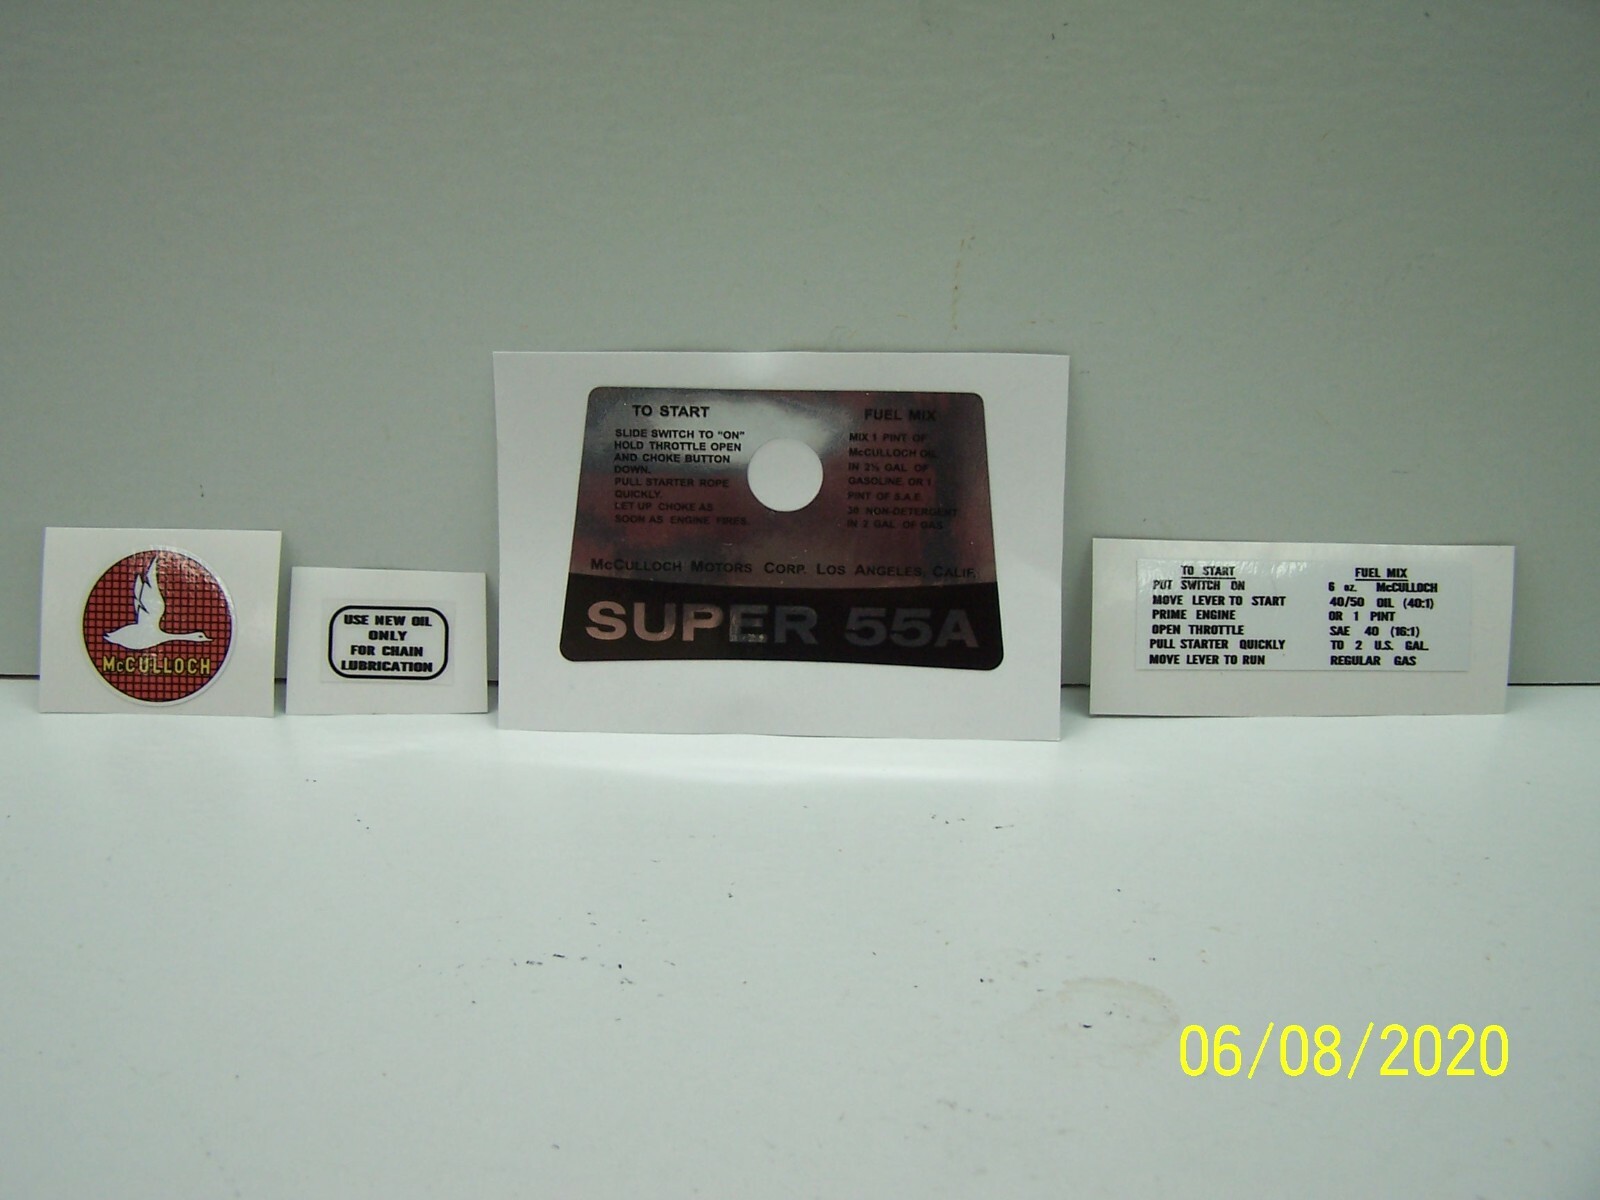 McCULLOCH
USE NEW OIL
ONLY
FOR CHAIN
LUBRICATION
TO START
SLIDE SWITCH TO "ON"
HOLD THROTTLE OPEN
AND CHOKE BUTTON
DOWN.
PULL STARTER ROPE
QUICKLY.
LET UP CHOKE AS
SOON AS ENGINE FIRES.
FUEL MIX
MIX 1 PINT OF
McCULLOCH OIL
IN 2½ GAL OF
GASOLINE. OR 1
PINT OF S.A.E.
30 NON-DETERGENT
IN 2 GAL OF GAS
McCULLOCH MOTORS CORP. LOS ANGELES, CALIF.
SUPER 55A
TO START
PUT SWITCH ON
MOVE LEVER TO START
PRIME ENGINE
OPEN THROTTLE
PULL STARTER QUICKLY
MOVE LEVER TO RUN
FUEL MIX
6 oz. McCULLOCH
40/50 OIL (40:1)
OR 1 PINT
SAE 40 (16:1)
TO 2 U.S. GAL.
REGULAR GAS
06/08/2020